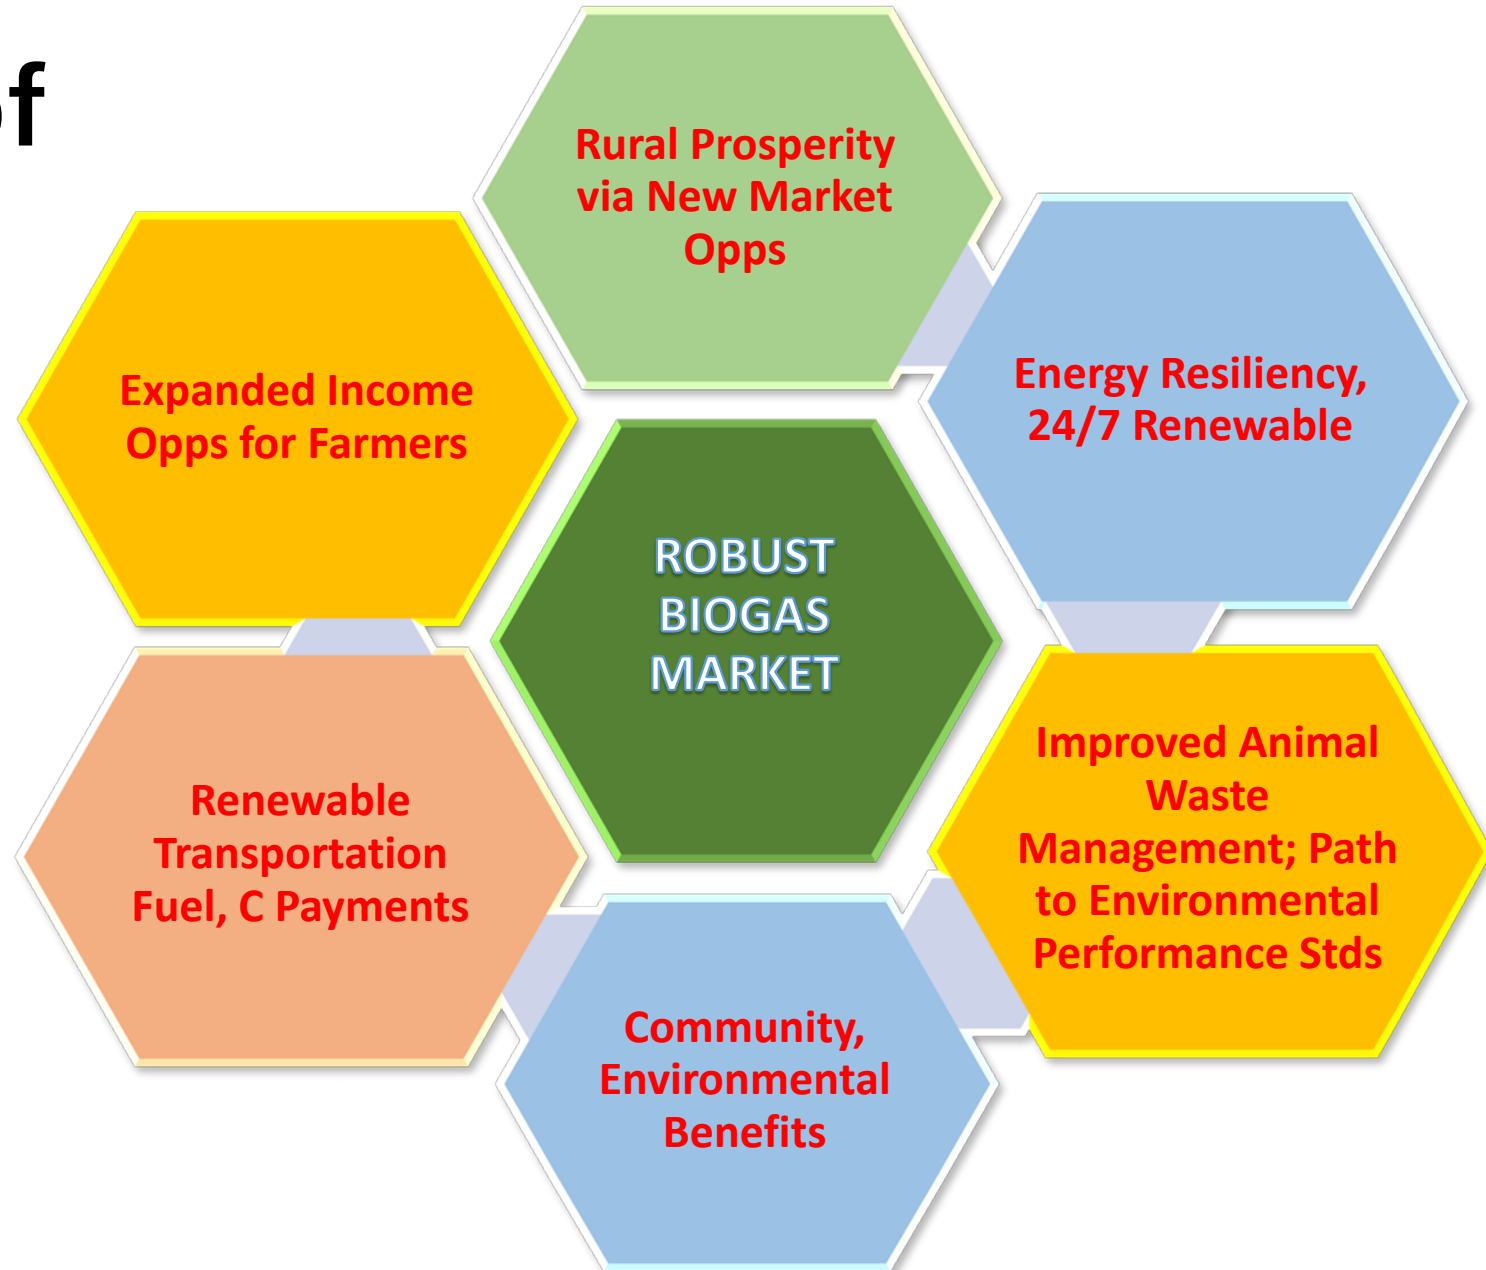 of
Rural Prosperity
via New Market
Opps
Energy Resiliency,
24/7 Renewable
Expanded Income
Opps for Farmers
ROBUST
BIOGAS
MARKET
Improved Animal
Waste
Management; Path
to Environmental
Performance Stds
Renewable
Transportation
Fuel, C Payments
Community,
Environmental
Benefits